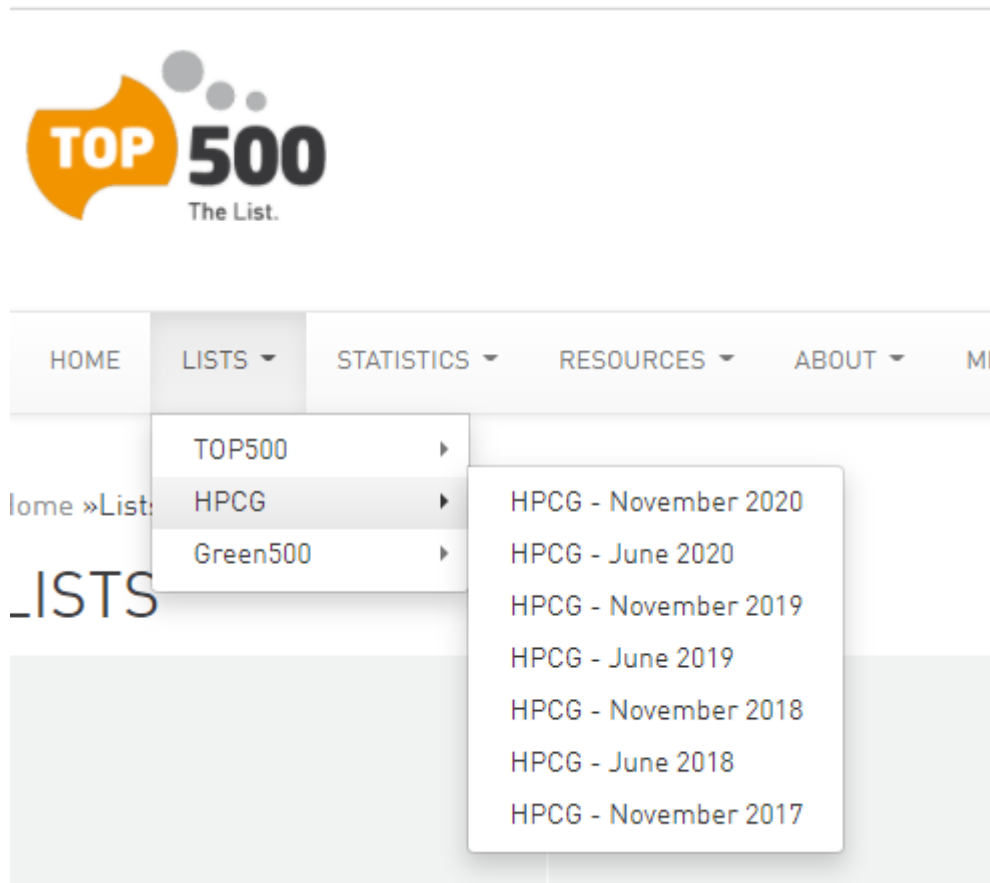 TOP
500
The List.
HOME LISTS STATISTICS RESOURCES ABOUT
TOP500
HPCG
Green500
HPCG - November 2020
HPCG - June 2020
HPCG - November 2019
HPCG - June 2019
HPCG - November 2018
HPCG - June 2018
HPCG - November 2017
»
LISTS